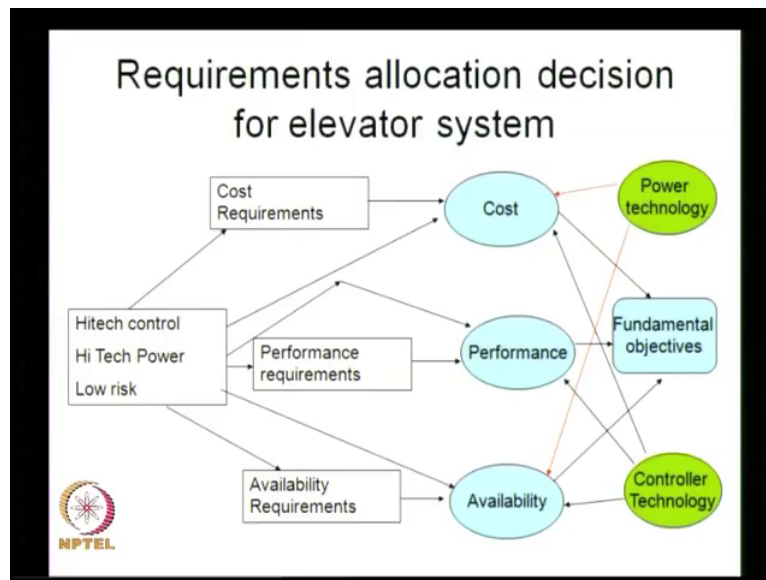 Requirements allocation decision
for elevator system
Cost
Requirements
Cost
Power
technology
Hitech control
Hi Tech Power
Low risk
Performance
requirements
Performance
Fundamental
objectives
Availability
Requirements
Availability
Controller
Technology
NPTEL